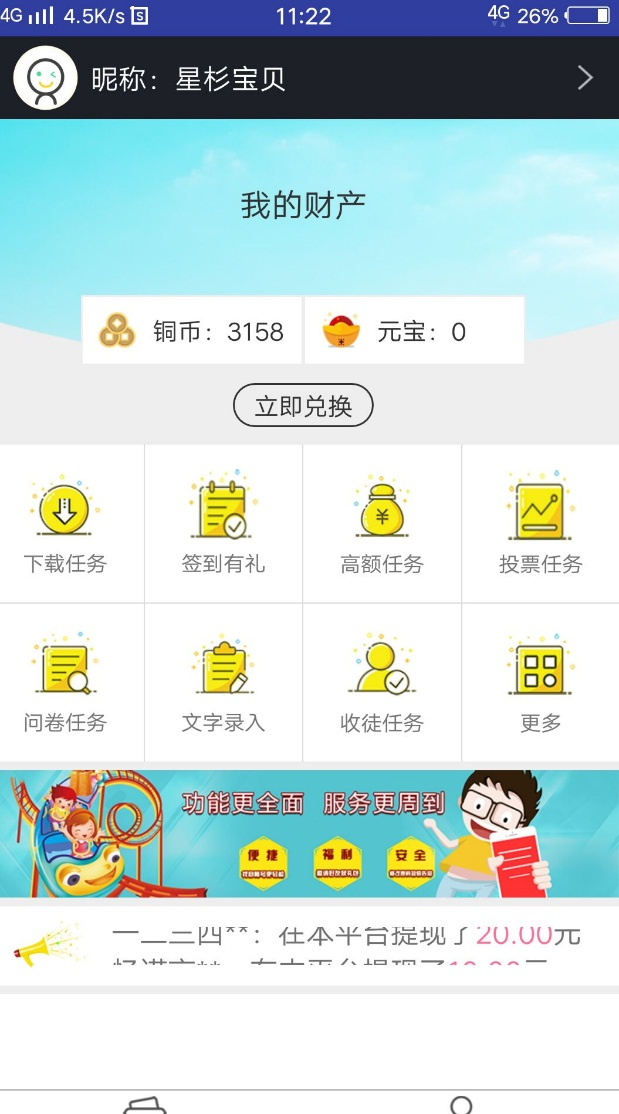 4G 4.5K/s 11:22 4G 26%
昵称：星杉宝贝
我的财产
铜币：3158 元宝：0
立即兑换
下载任务 签到有礼 高额任务 投票任务
问卷任务 文字录入 收徒任务 更多
功能更全面 服务更周到
便捷 福利 安全
一二三四**：在本平台提现了20.00元